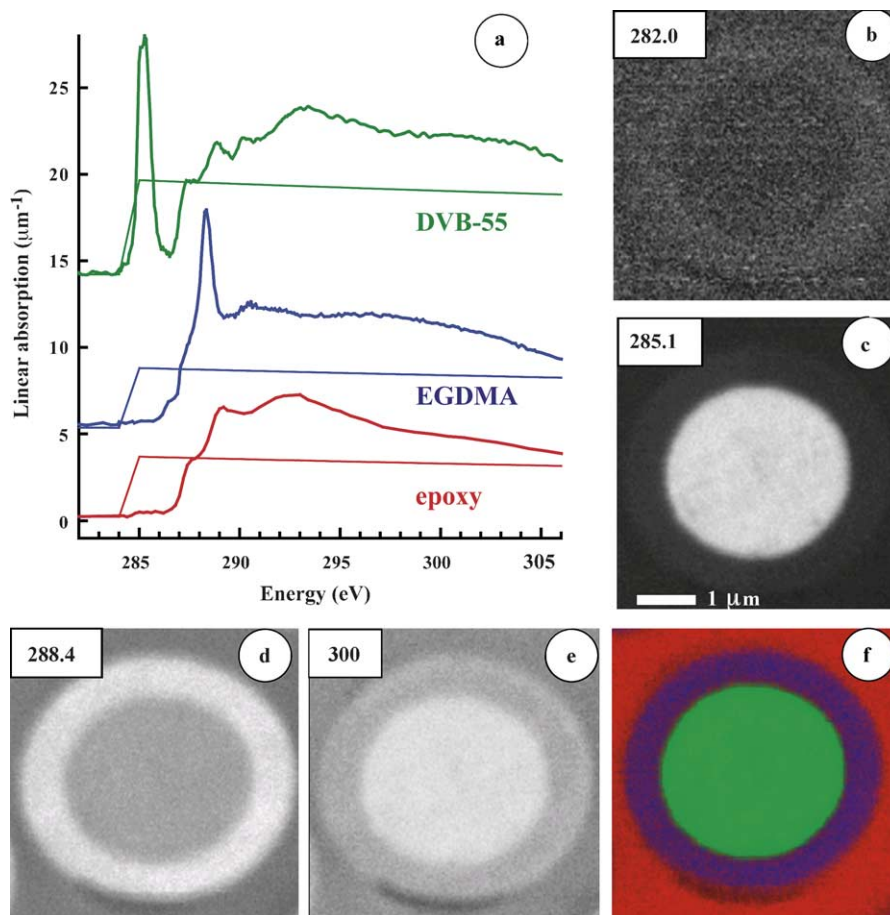 a
25
20
15
10
5
0
Linear absorption (μm⁻¹)
DVB-55
EGDMA
epoxy
285 290 295 300 305
Energy (eV)
282.0 b
285.1 c
1 μm
288.4 d
300 e
f